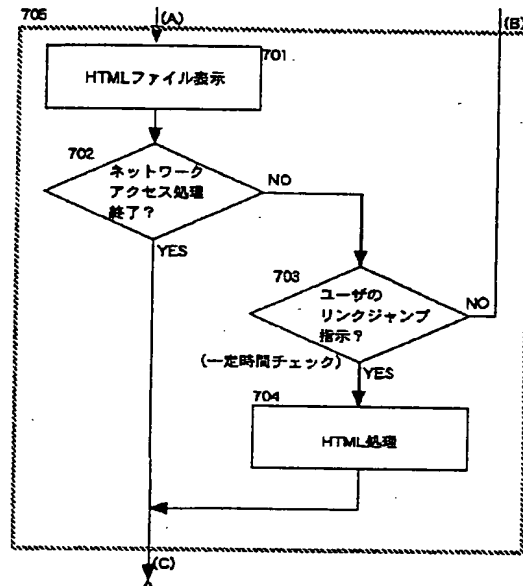 705
(A)
(B)
701
HTMLファイル表示
702
ネットワーク
アクセス処理
終了?
NO
YES
703
ユーザの
リンクジャンプ
指示?
NO
(一定時間チェック)
YES
704
HTML処理
(C)